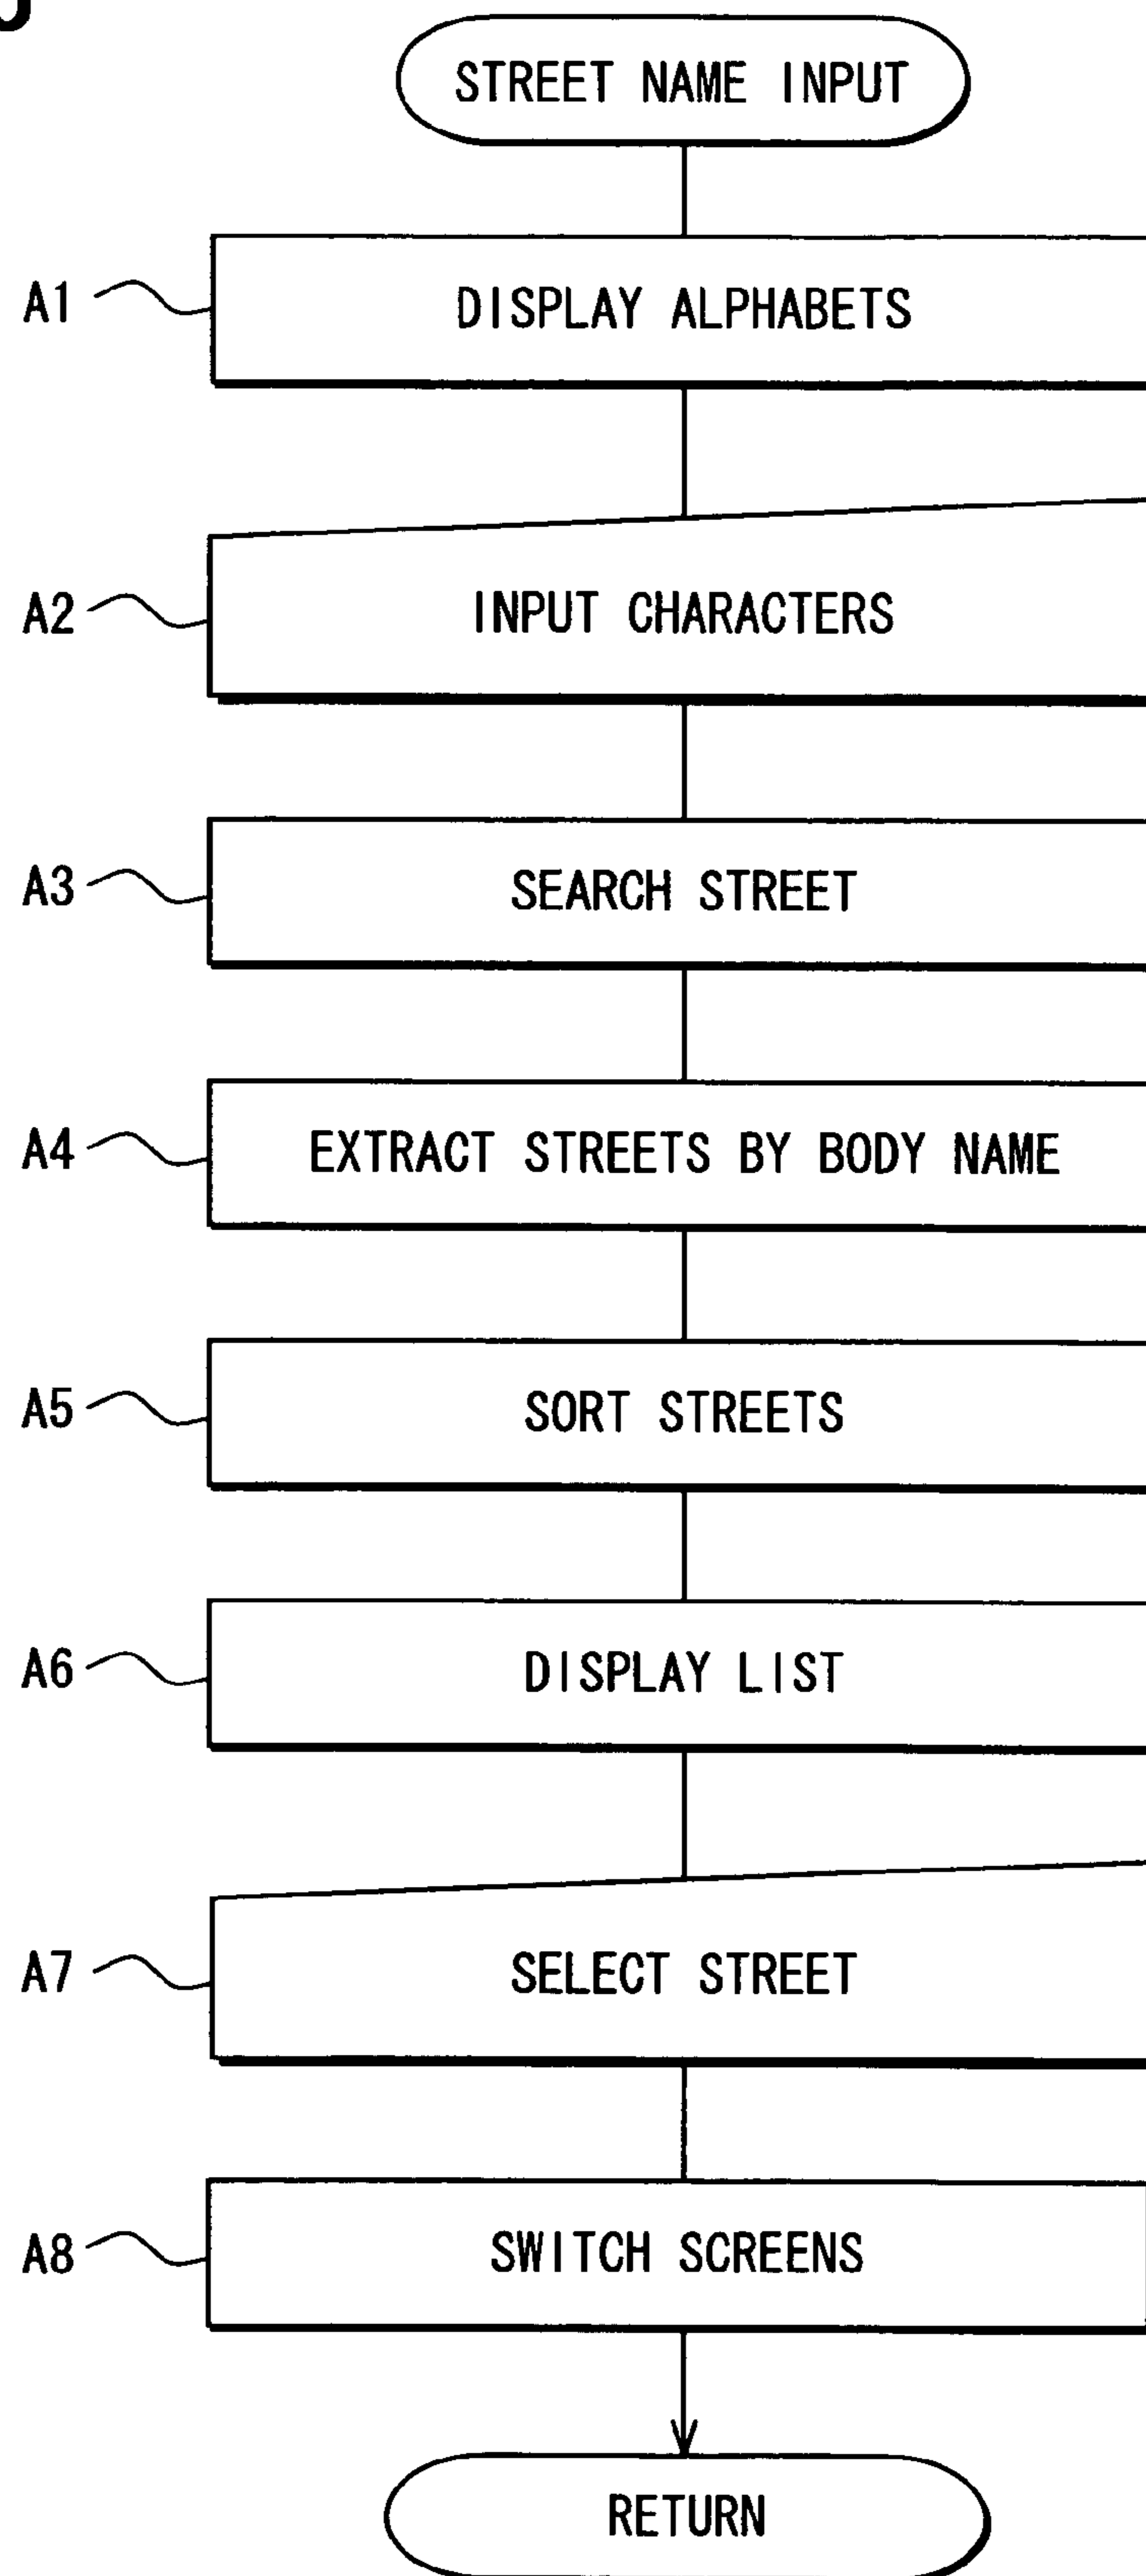 STREET NAME INPUT
A1 DISPLAY ALPHABETS
A2 INPUT CHARACTERS
A3 SEARCH STREET
A4 EXTRACT STREETS BY BODY NAME
A5 SORT STREETS
A6 DISPLAY LIST
A7 SELECT STREET
A8 SWITCH SCREENS
RETURN